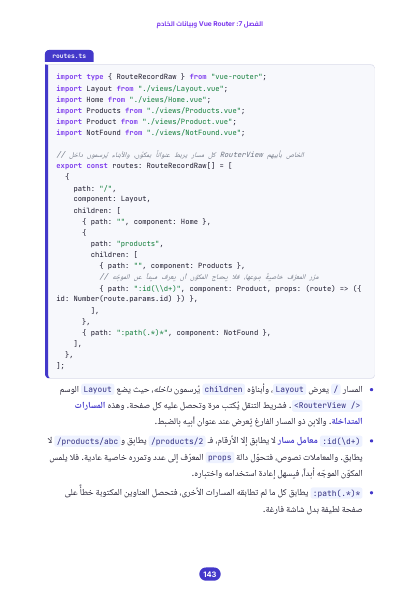 الفصل 7: Vue Router وبيانات الخادم
routes.ts
import type { RouteRecordRaw } from "vue-router";
import Layout from "./views/Layout.vue";
import Home from "./views/Home.vue";
import Products from "./views/Products.vue";
import Product from "./views/Product.vue";
import NotFound from "./views/NotFound.vue";
// كل مسار يربط عنواناً بمكوّن، والأبناء يُرسمون داخل RouterView الخاص بأبيهم
export const routes: RouteRecordRaw[] = [
{
path: "/",
component: Layout,
children: [
{ path: "", component: Home },
{
path: "products",
children: [
{ path: "", component: Products },
// مرّر المعرّف خاصيةً بنوعها، فلا يحتاج المكوّن أن يعرف شيئاً عن الموجّه
{ path: ":id(\\d+)", component: Product, props: (route) => ({
id: Number(route.params.id) }) },
],
},
{ path: ":path(.*)*", component: NotFound },
],
},
];
المسار / يعرض Layout، وأبناؤه children يُرسمون داخله، حيث يضع Layout الوسم
<RouterView />. فشريط التنقل يُكتب مرة وتحصل عليه كل صفحة. وهذه المسارات
المتداخلة. والابن ذو المسار الفارغ يُعرض عند عنوان أبيه بالضبط.
:id(\\d+) معامل مسار لا يطابق إلا الأرقام، فـ /products/2 يطابق و /products/abc لا
يطابق. والمعاملات نصوص، فتحوّل دالة props المعرّف إلى عدد وتمرره خاصية عادية. فلا يلمس
المكوّن الموجه أبداً، فيسهل إعادة استخدامه واختباره.
:path(.*)* يطابق كل ما لم تطابقه المسارات الأخرى، فتحصل العناوين المكتوبة خطأً على
صفحة لطيفة بدل شاشة فارغة.
143